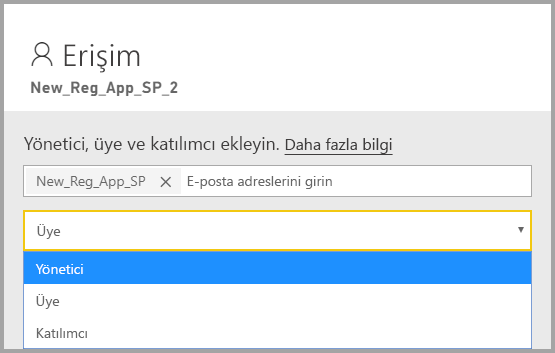 Erişim
New_Reg_App_SP_2
Yönetici, üye ve katılımcı ekleyin. Daha fazla bilgi
New_Reg_App_SP E-posta adreslerini girin
Üye
Yönetici
Üye
Katılımcı